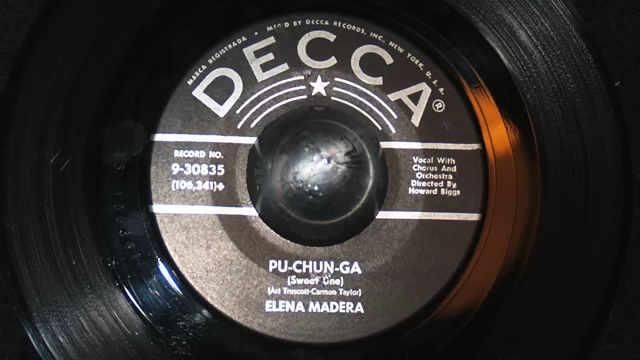 MARCA REGISTRADA • MF'D BY DECCA RECORDS, INC., NEW YORK, U. S. A.
DECCA®
RECORD NO.
9-30835
(106,341)+
Vocal With
Chorus And
Orchestra
Directed By
Howard Biggs
PU-CHUN-GA
(Sweet One)
(Art Truscott-Carmen Taylor)
ELENA MADERA